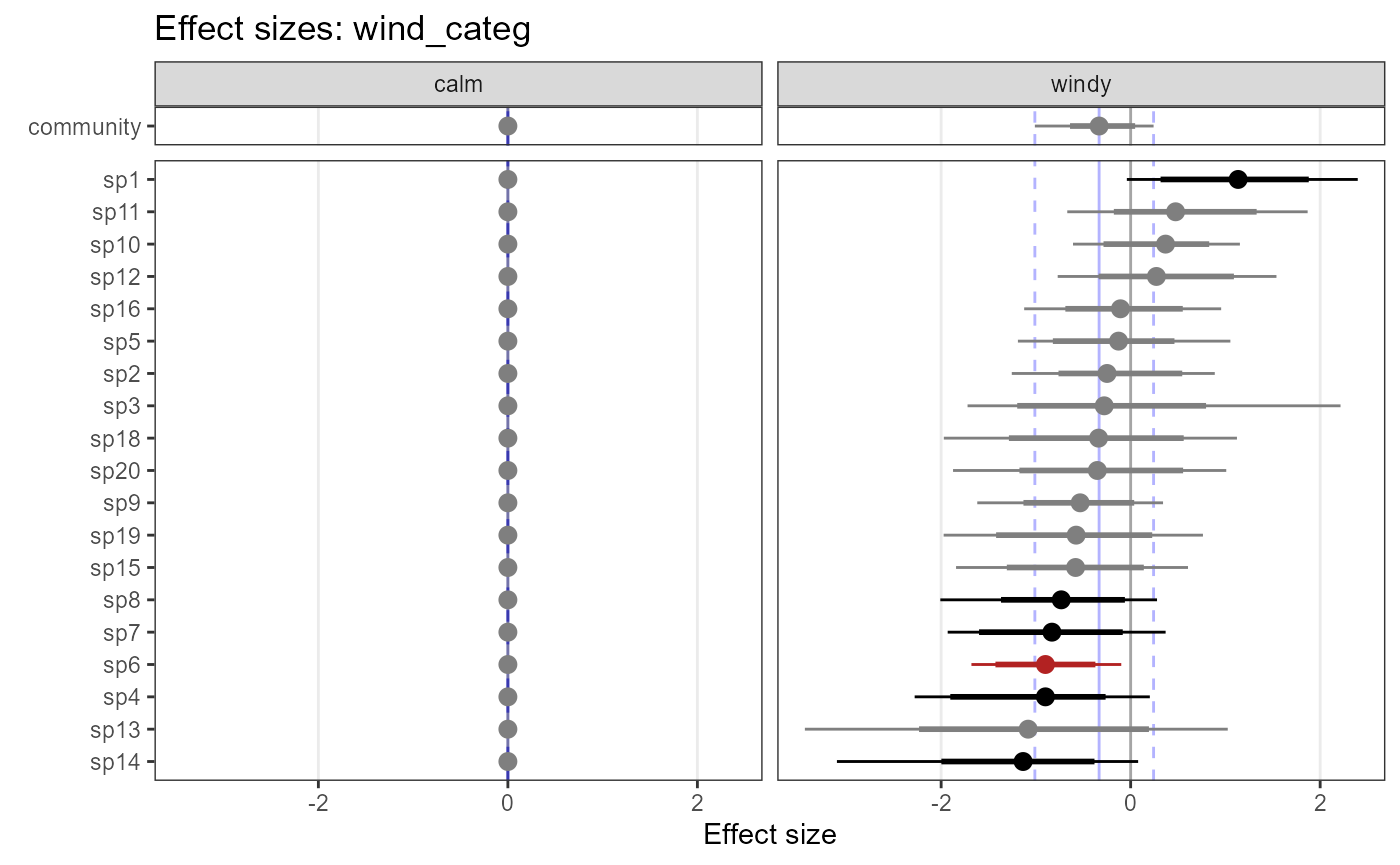 Effect sizes: wind_categ
calm windy
community
sp1
sp11
sp10
sp12
sp16
sp5
sp2
sp3
sp18
sp20
sp9
sp19
sp15
sp8
sp7
sp6
sp4
sp13
sp14
-2 0 2 -2 0 2
Effect size